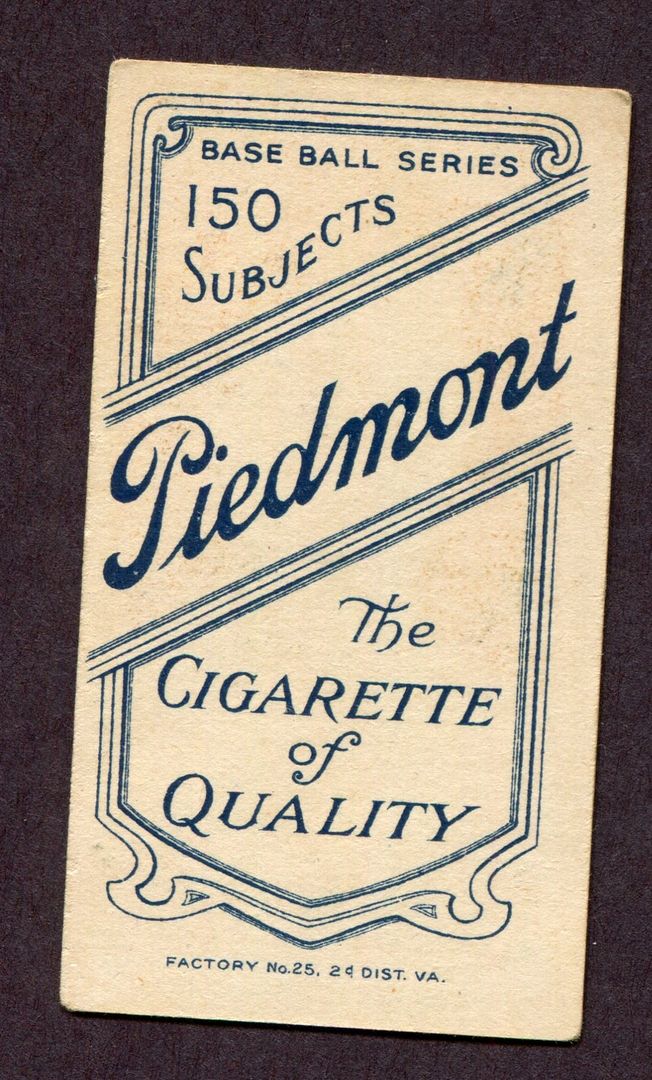 BASE BALL SERIES
150
SUBJECTS
Piedmont
The
CIGARETTE
of
QUALITY
FACTORY No. 25, 2d DIST. VA.